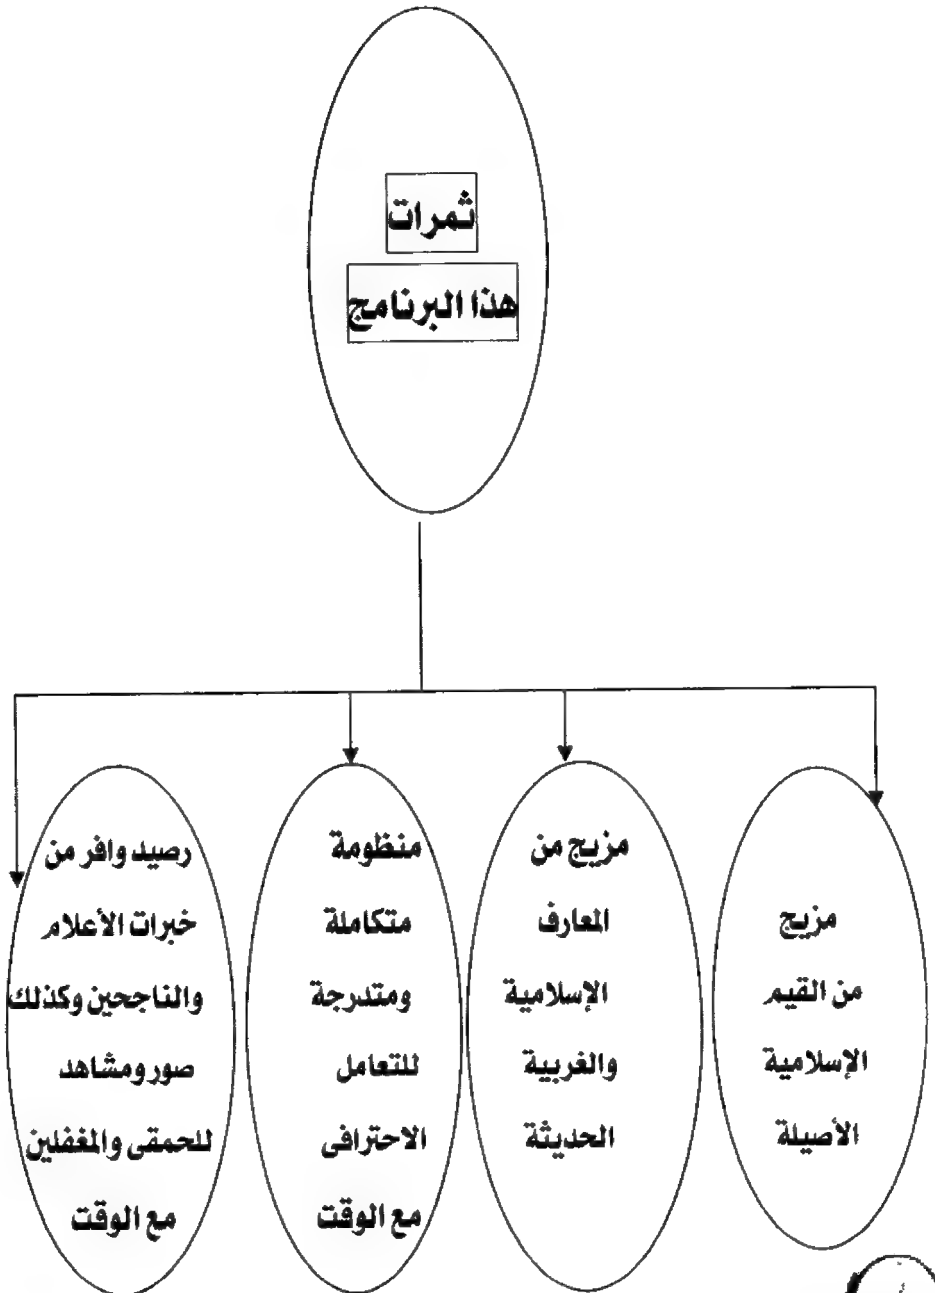 ثمرات
هذا البرنامج
مزيج
من القيم
الإسلامية
الأصيلة
مزيج من
المعارف
الإسلامية
والغربية
الحديثة
منظومة
متكاملة
ومتدرجة
للتعامل
الاحترافى
مع الوقت
رصيد وافر من
خبرات الأعلام
والناجحين وكذلك
صور ومشاهد
للحمقى والمغفلين
مع الوقت